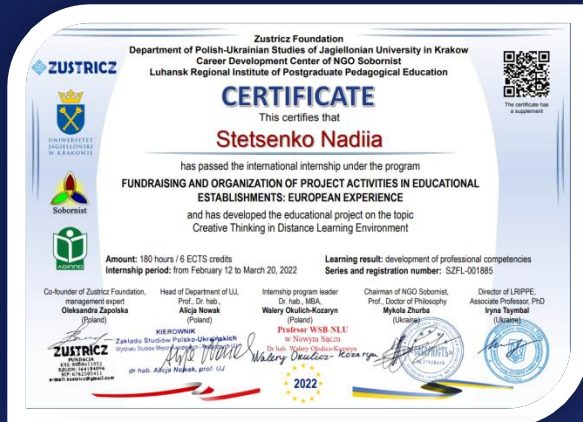 Zustricz Foundation
Department of Polish-Ukrainian Studies of Jagiellonian University in Krakow
Career Development Center of NGO Sobornist
Luhansk Regional Institute of Postgraduate Pedagogical Education
ZUSTRICZ
UNIWERSYTET
JAGIELLOŃSKI
W KRAKOWIE
Sobornist
The certificate has
a supplement
CERTIFICATE
This certifies that
Stetsenko Nadiia
has passed the international internship under the program
FUNDRAISING AND ORGANIZATION OF PROJECT ACTIVITIES IN EDUCATIONAL
ESTABLISHMENTS: EUROPEAN EXPERIENCE
and has developed the educational project on the topic
Creative Thinking in Distance Learning Environment
Amount: 180 hours / 6 ECTS credits
Internship period: from February 12 to March 20, 2022
Learning result: development of professional competencies
Series and registration number: SZFL-001885
Co-founder of Zustricz Foundation,
management expert
Oleksandra Zapolska
(Poland)
Head of Department of UJ,
Prof., Dr. hab.,
Alicja Nowak
(Poland)
Internship program leader
Dr. hab., MBA,
Walery Okulich-Kozaryn
(Poland)
Chairman of NGO Sobornist,
Prof., Doctor of Philosophy
Mykola Zhurba
(Ukraine)
Director of LRIPPE,
Associate Professor, PhD
Iryna Tsymbal
(Ukraine)
ZUSTRICZ
FUNDACJA
KIEROWNIK
Zakładu Studiów Polsko-Ukraińskich
dr hab. Alicja Nowak, prof. UJ
Profesor WSB-NLU
w Nowym Sączu
Dr hab. Walery Okulicz-Kozaryn
Walery Okulicz-Kozaryn
2022